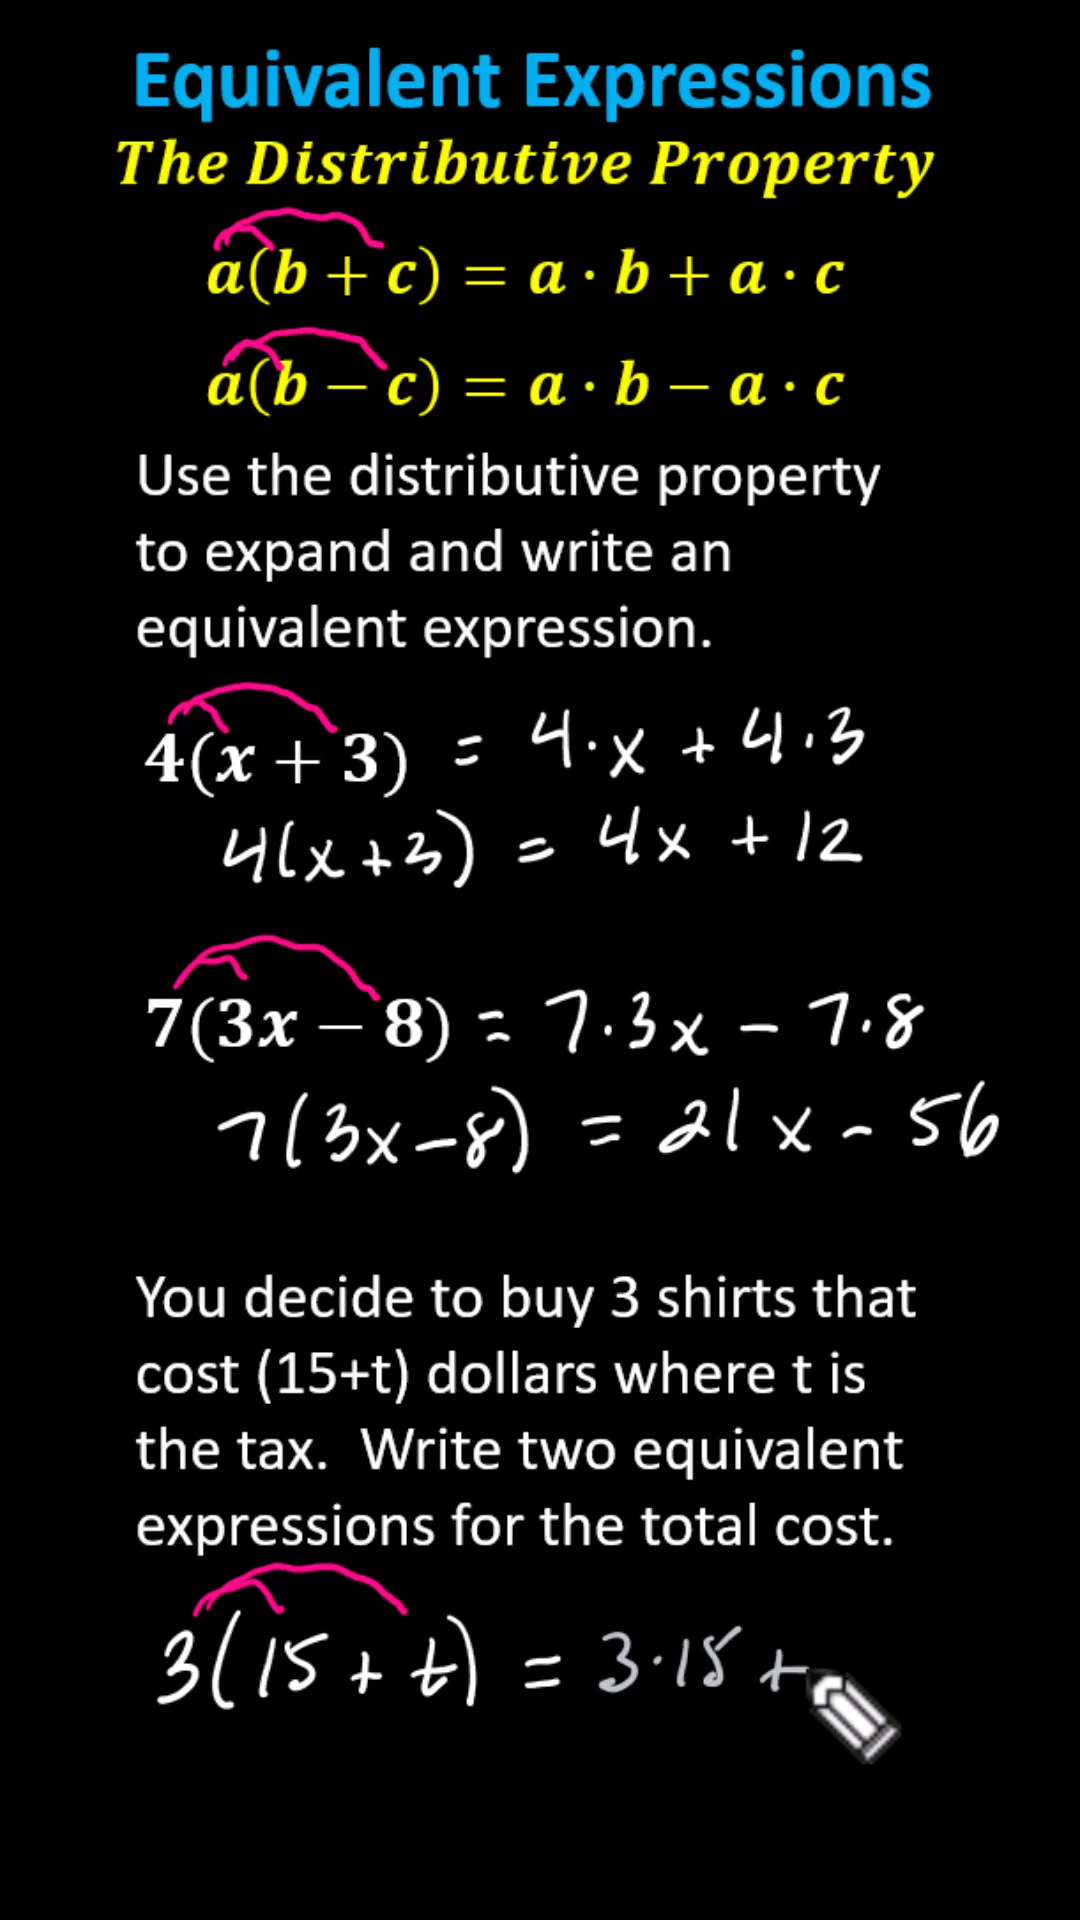 Equivalent Expressions
The Distributive Property
a(b + c) = a · b + a · c
a(b − c) = a · b − a · c
Use the distributive property
to expand and write an
equivalent expression.
4(x + 3) = 4·x + 4·3
4(x+3) = 4x + 12
7(3x − 8) = 7·3x − 7·8
7(3x−8) = 21x − 56
You decide to buy 3 shirts that
cost (15+t) dollars where t is
the tax. Write two equivalent
expressions for the total cost.
3(15 + t) = 3·15 +